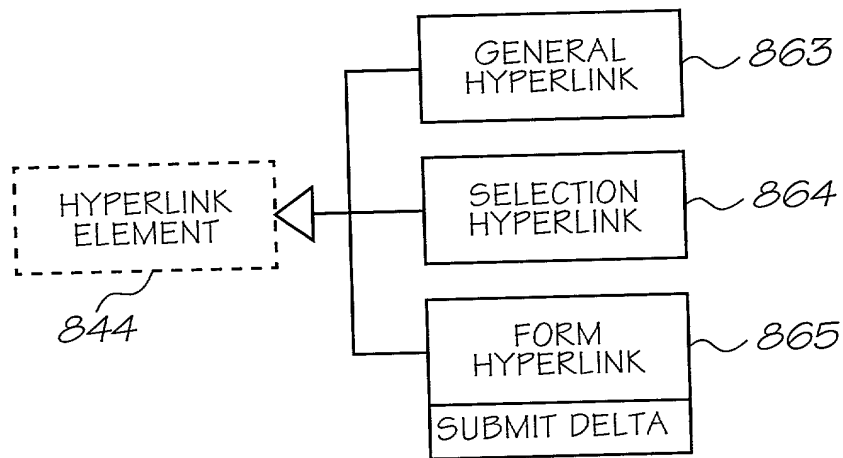 GENERAL
HYPERLINK
863
HYPERLINK
ELEMENT
844
SELECTION
HYPERLINK
864
FORM
HYPERLINK
865
SUBMIT DELTA